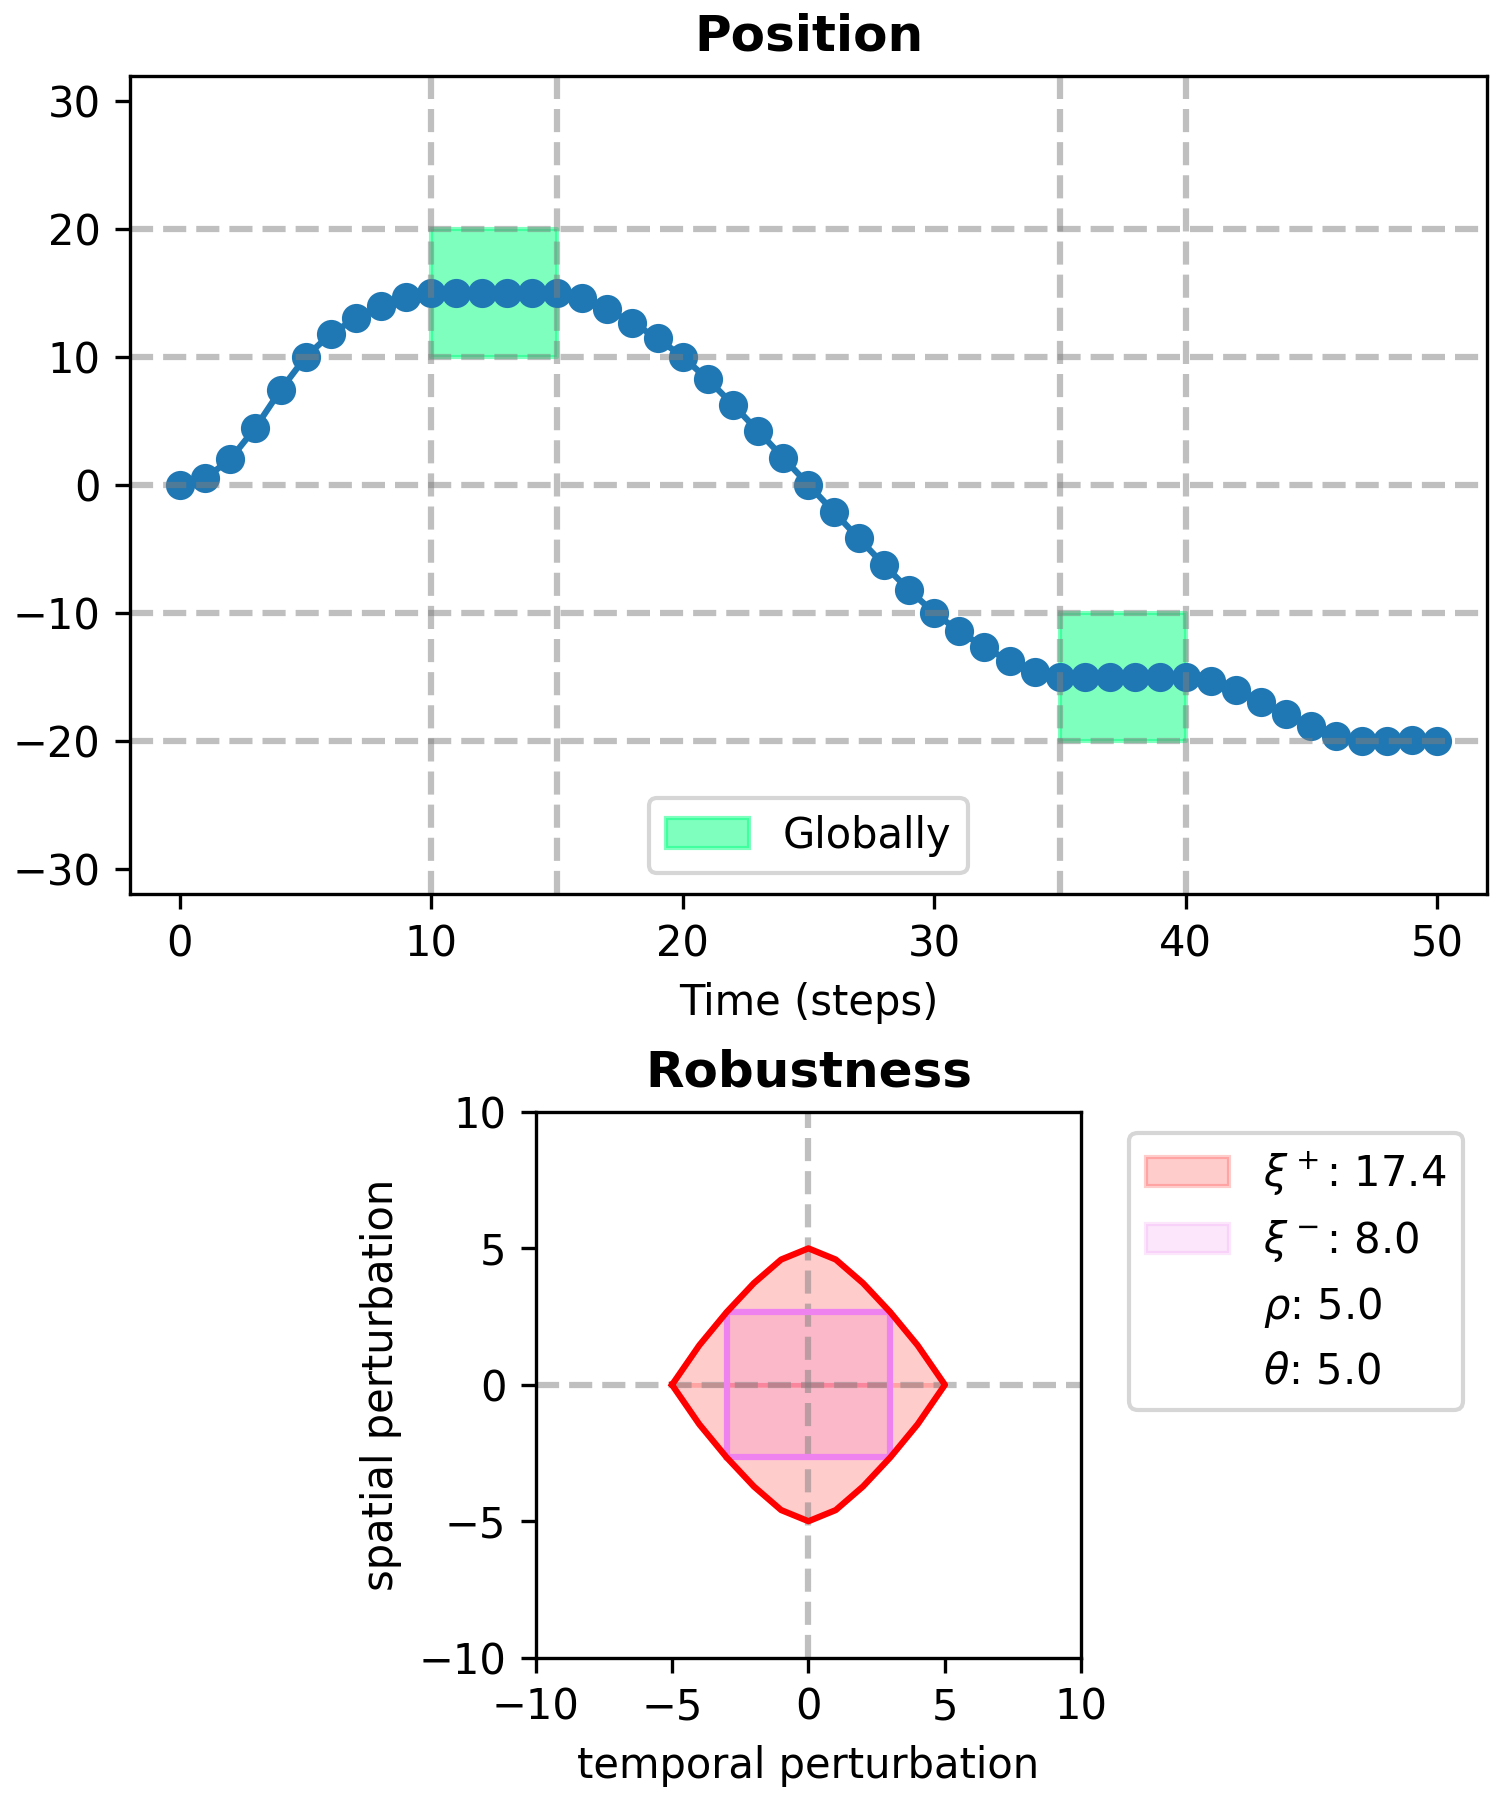 Position
30
20
10
0
−10
−20
−30
Globally
0 10 20 30 40 50
Time (steps)
Robustness
10
5
0
−5
−10
spatial perturbation
−10 −5 0 5 10
temporal perturbation
ξ⁺: 17.4
ξ⁻: 8.0
ρ: 5.0
θ: 5.0